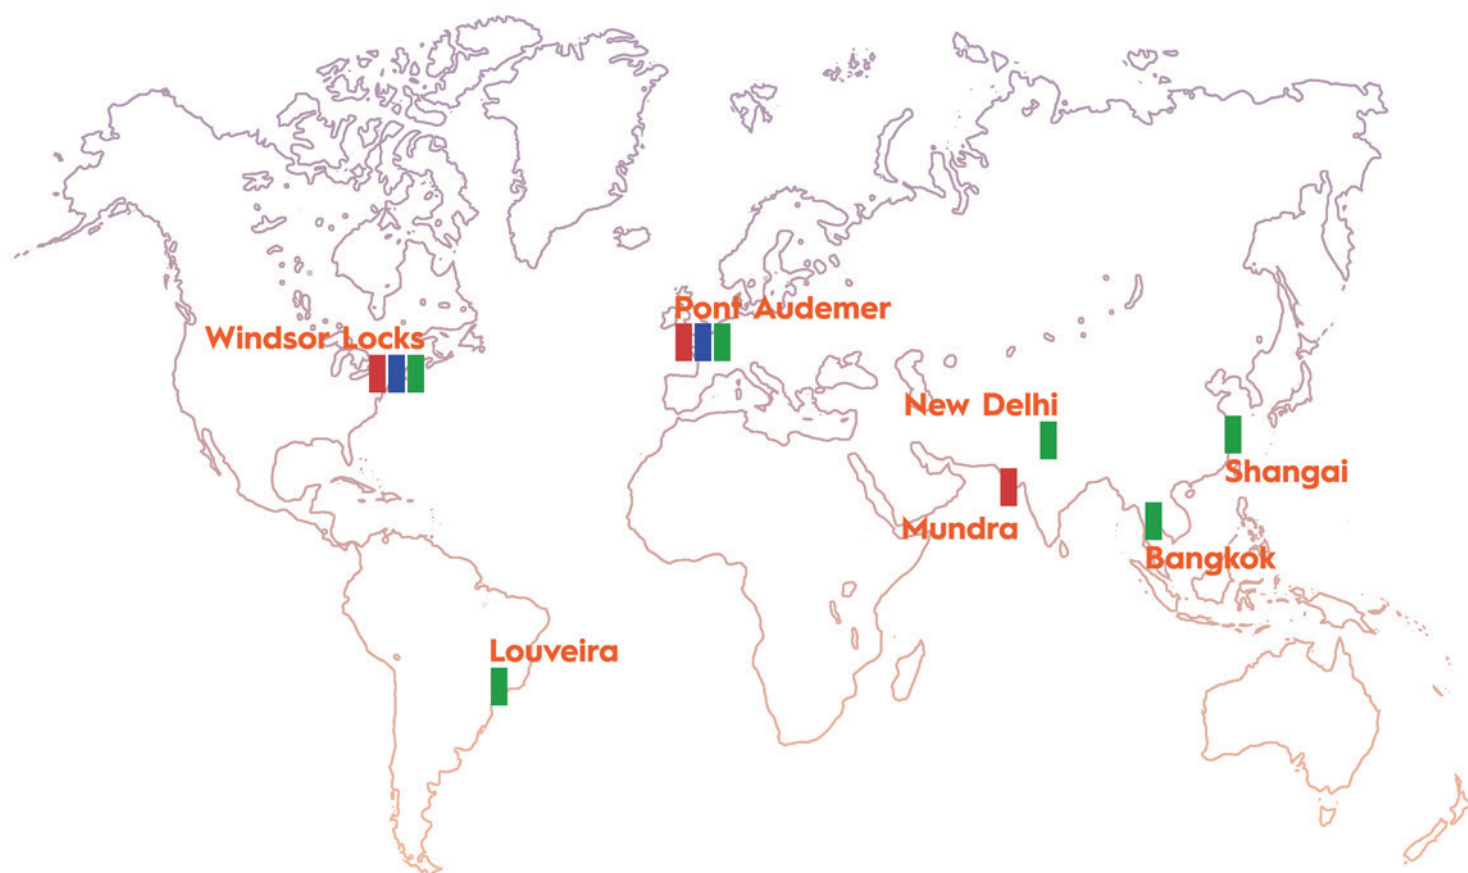 Pont Audemer
Windsor Locks
New Delhi
Shangai
Mundra
Bangkok
Louveira